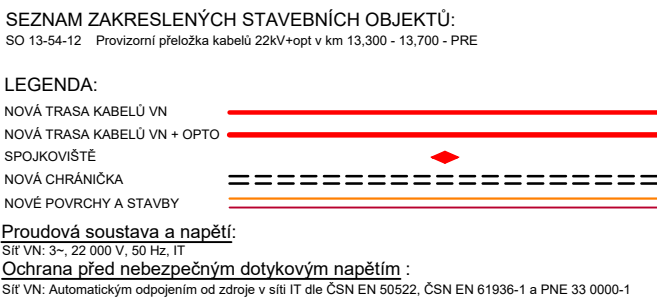 SEZNAM ZAKRESLENÝCH STAVEBNÍCH OBJEKTŮ:
SO 13-54-12 Provizorní přeložka kabelů 22kV+opt v km 13,300 - 13,700 - PRE
LEGENDA:
NOVÁ TRASA KABELŮ VN
NOVÁ TRASA KABELŮ VN + OPTO
SPOJKOVIŠTĚ
NOVÁ CHRÁNIČKA
NOVÉ POVRCHY A STAVBY
Proudová soustava a napětí:
Síť VN: 3~, 22 000 V, 50 Hz, IT
Ochrana před nebezpečným dotykovým napětím :
Síť VN: Automatickým odpojením od zdroje v síti IT dle ČSN EN 50522, ČSN EN 61936-1 a PNE 33 0000-1